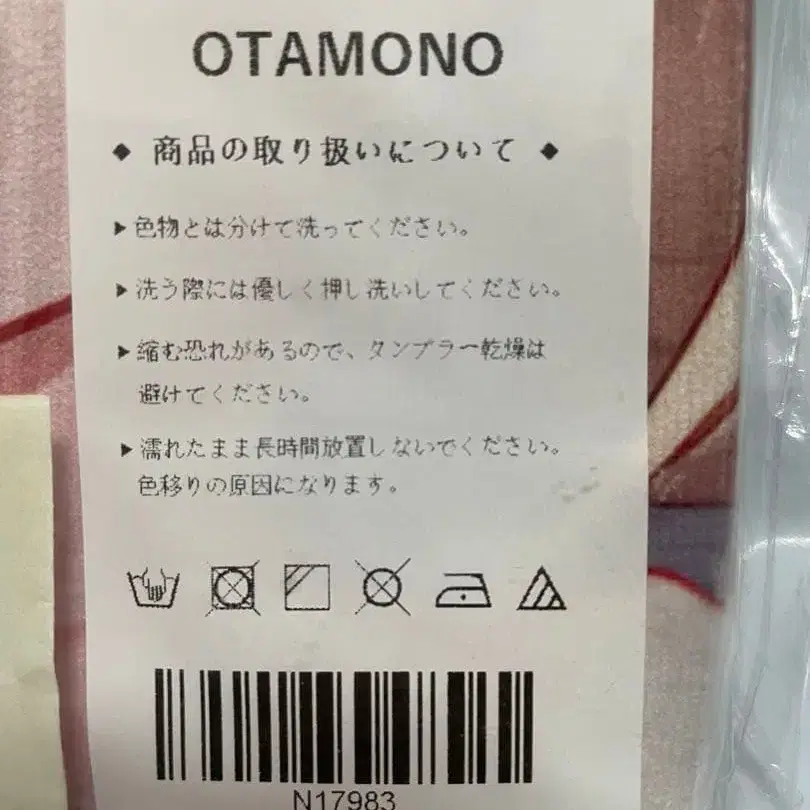 OTAMONO
◆ 商品の取り扱いについて ◆
▶色物とは分けて洗ってください。
▶洗う際には優しく押し洗いしてください。
▶縮む恐れがあるので、タンブラー乾燥は
避けてください。
▶濡れたまま長時間放置しないでください。
色移りの原因になります。
N17983